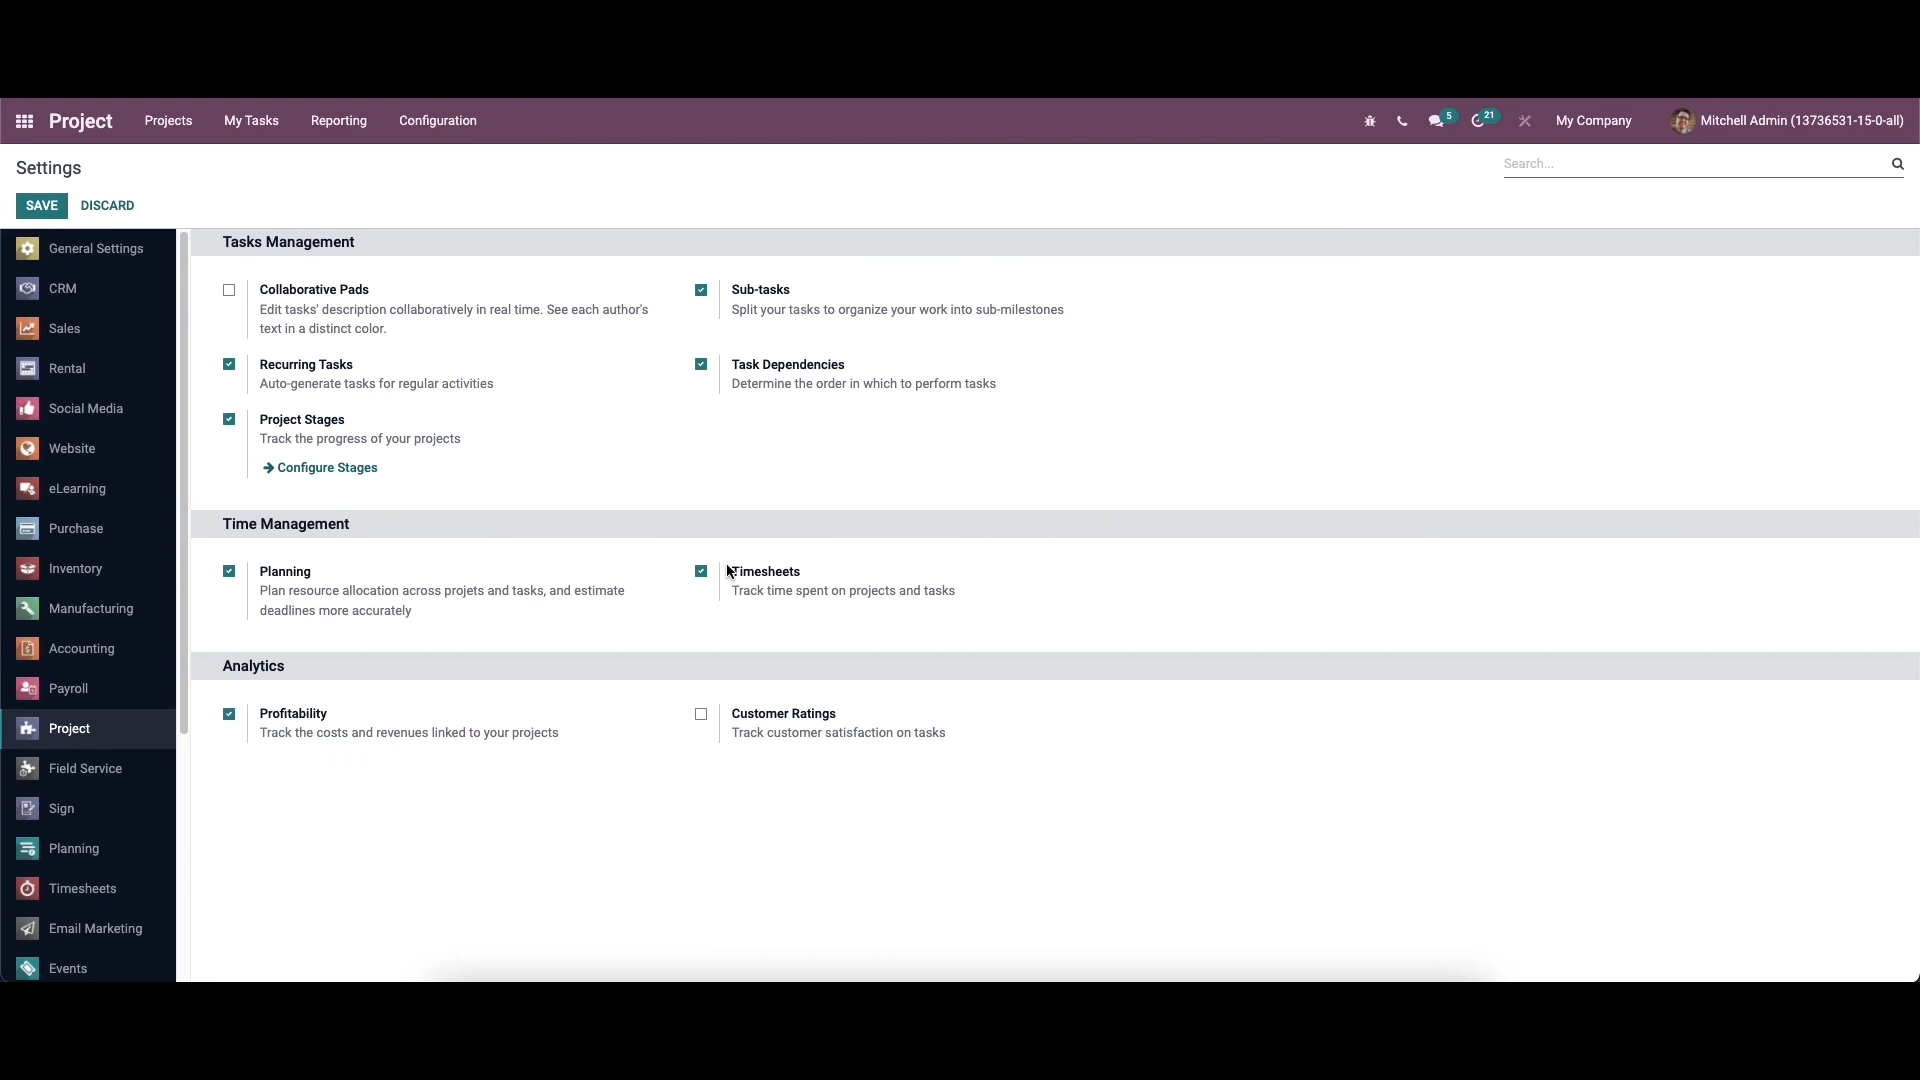 Project
Projects
My Tasks
Reporting
Configuration
5
21
My Company
Mitchell Admin (13736531-15-0-all)
Settings
Search...
SAVE
DISCARD
General Settings
CRM
Sales
Rental
Social Media
Website
eLearning
Purchase
Inventory
Manufacturing
Accounting
Payroll
Project
Field Service
Sign
Planning
Timesheets
Email Marketing
Events
Tasks Management
Collaborative Pads
Edit tasks' description collaboratively in real time. See each author's
text in a distinct color.
Sub-tasks
Split your tasks to organize your work into sub-milestones
Recurring Tasks
Auto-generate tasks for regular activities
Task Dependencies
Determine the order in which to perform tasks
Project Stages
Track the progress of your projects
Configure Stages
Time Management
Planning
Plan resource allocation across projets and tasks, and estimate
deadlines more accurately
Timesheets
Track time spent on projects and tasks
Analytics
Profitability
Track the costs and revenues linked to your projects
Customer Ratings
Track customer satisfaction on tasks